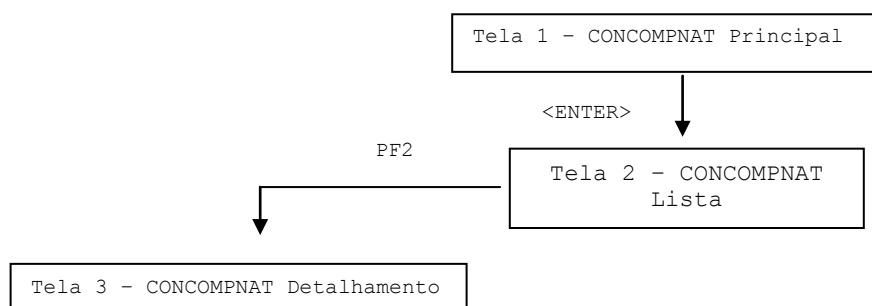 Tela 1 – CONCOMPNAT Principal
<ENTER>
PF2
Tela 2 – CONCOMPNAT
Lista
Tela 3 – CONCOMPNAT Detalhamento